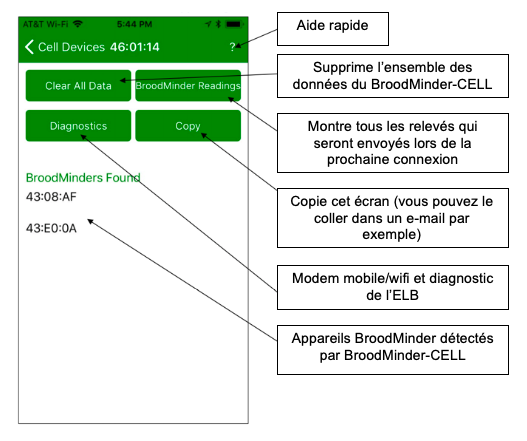 AT&T Wi-Fi 5:44 PM
Cell Devices 46:01:14 ?
Clear All Data
BroodMinder Readings
Diagnostics
Copy
BroodMinders Found
43:08:AF
43:E0:0A
Aide rapide
Supprime l'ensemble des
données du BroodMinder-CELL
Montre tous les relevés qui
seront envoyés lors de la
prochaine connexion
Copie cet écran (vous pouvez le
coller dans un e-mail par
exemple)
Modem mobile/wifi et diagnostic
de l'ELB
Appareils BroodMinder détectés
par BroodMinder-CELL